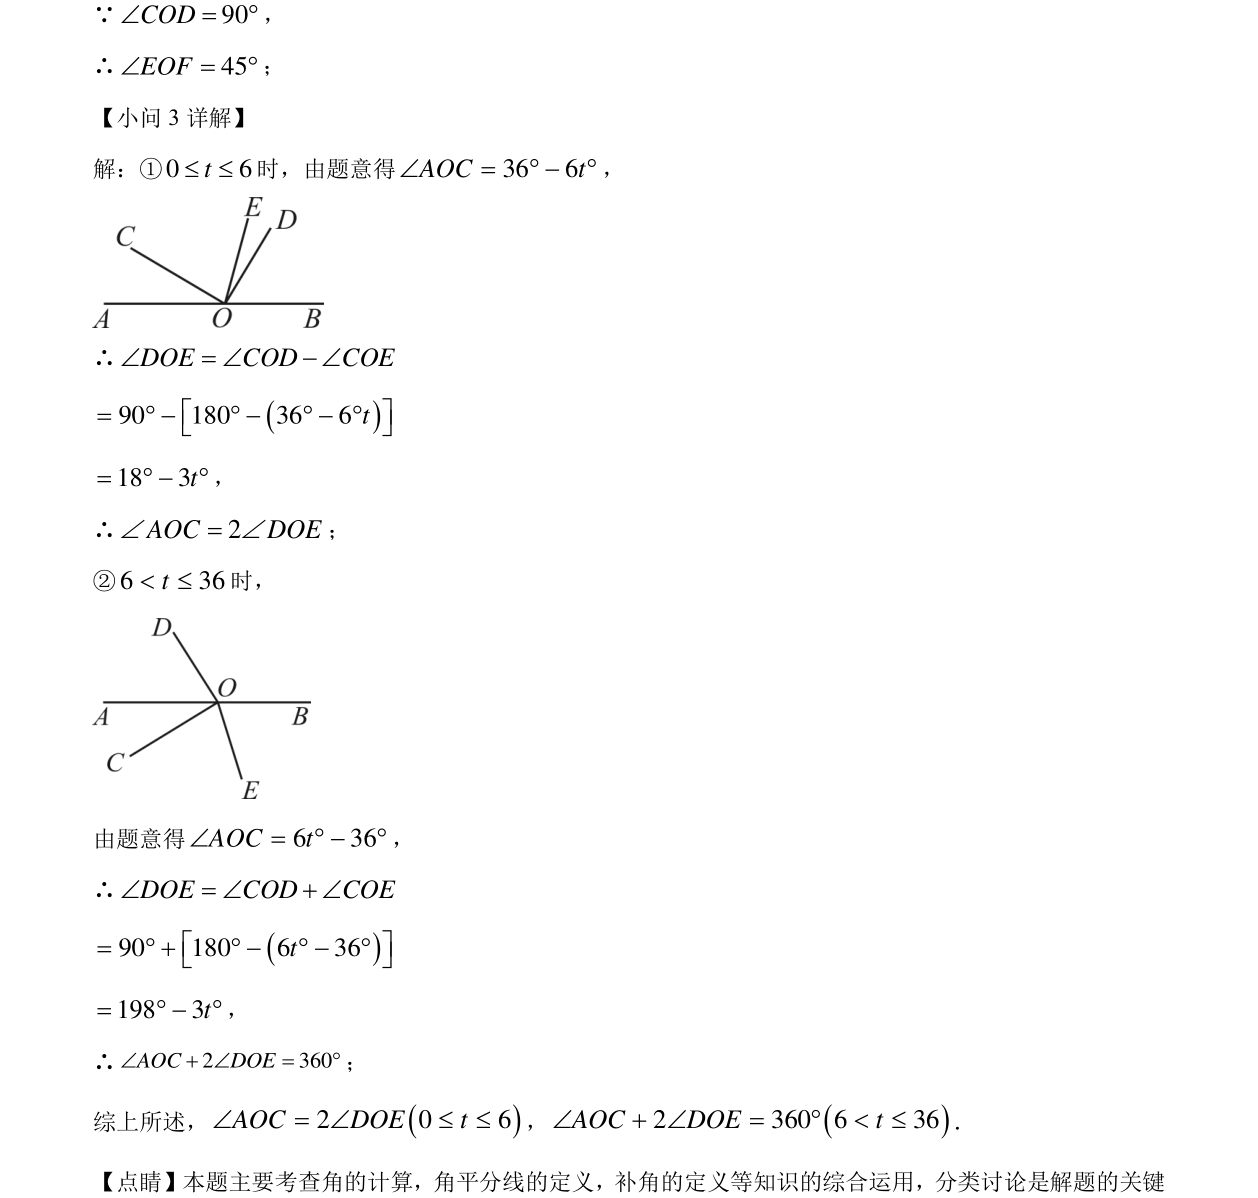 ∵∠COD=90°，
∴∠EOF=45°；
【小问 3 详解】
解：①0≤t≤6时，由题意得∠AOC=36°−6t°，
E
D
C
A O B
∴∠DOE=∠COD−∠COE
=90°−[180°−(36°−6°t)]
=18°−3t°，
∴∠AOC=2∠DOE；
②6<t≤36时，
D
O
A B
C
E
由题意得∠AOC=6t°−36°，
∴∠DOE=∠COD+∠COE
=90°+[180°−(6t°−36°)]
=198°−3t°，
∴∠AOC+2∠DOE=360°；
综上所述，∠AOC=2∠DOE(0≤t≤6)，∠AOC+2∠DOE=360°(6<t≤36)．
【点睛】本题主要考查角的计算，角平分线的定义，补角的定义等知识的综合运用，分类讨论是解题的关键